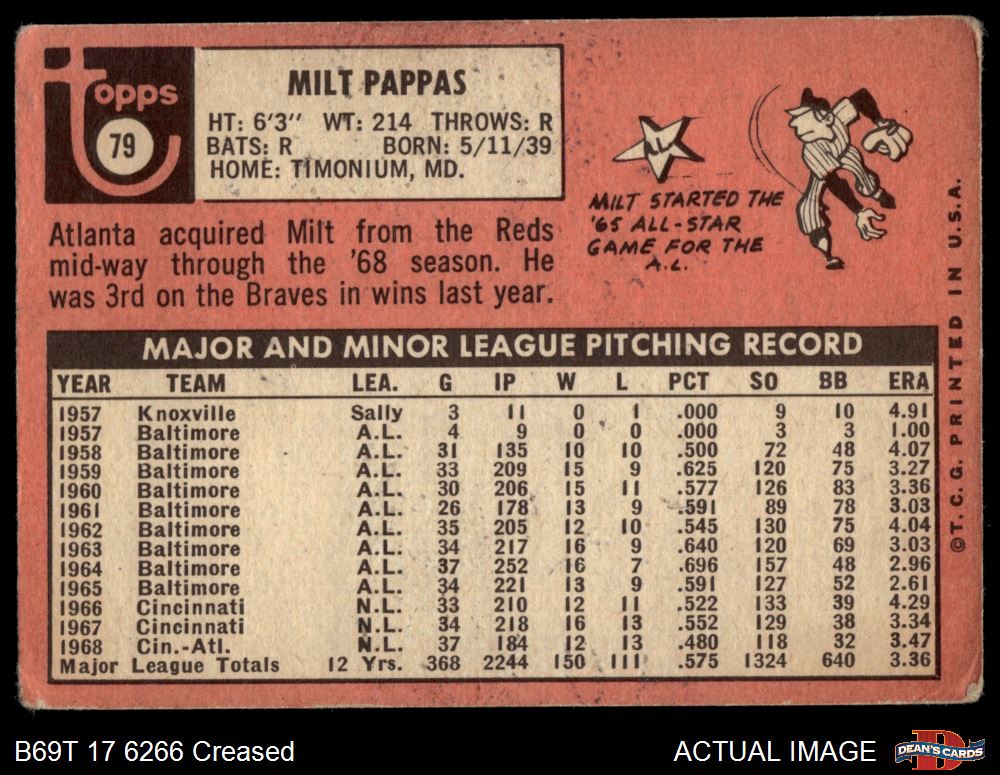 topps
79
MILT PAPPAS
HT: 6'3" WT: 214 THROWS: R
BATS: R BORN: 5/11/39
HOME: TIMONIUM, MD.
Atlanta acquired Milt from the Reds
mid-way through the '68 season. He
was 3rd on the Braves in wins last year.
AL
MILT STARTED THE
'65 ALL-STAR
GAME FOR THE
A.L.
MAJOR AND MINOR LEAGUE PITCHING RECORD
YEAR TEAM LEA. G IP W L PCT SO BB ERA
1957 Knoxville Sally 3 11 0 1 .000 9 10 4.91
1957 Baltimore A.L. 4 9 0 0 .000 3 3 1.00
1958 Baltimore A.L. 31 135 10 10 .500 72 48 4.07
1959 Baltimore A.L. 33 209 15 9 .625 120 75 3.27
1960 Baltimore A.L. 30 206 15 11 .577 126 83 3.36
1961 Baltimore A.L. 26 178 13 9 .591 89 78 3.03
1962 Baltimore A.L. 35 205 12 10 .545 130 75 4.04
1963 Baltimore A.L. 34 217 16 9 .640 120 69 3.03
1964 Baltimore A.L. 37 252 16 7 .696 157 48 2.96
1965 Baltimore A.L. 34 221 13 9 .591 127 52 2.61
1966 Cincinnati N.L. 33 210 12 11 .522 133 39 4.29
1967 Cincinnati N.L. 34 218 16 13 .552 129 38 3.34
1968 Cin.-Atl. N.L. 37 184 12 13 .480 118 32 3.47
Major League Totals 12 Yrs. 368 2244 150 111 .575 1324 640 3.36
©T. C. G. PRINTED IN U.S.A.
B69T 17 6266 Creased
ACTUAL IMAGE
D
DEAN'S CARDS